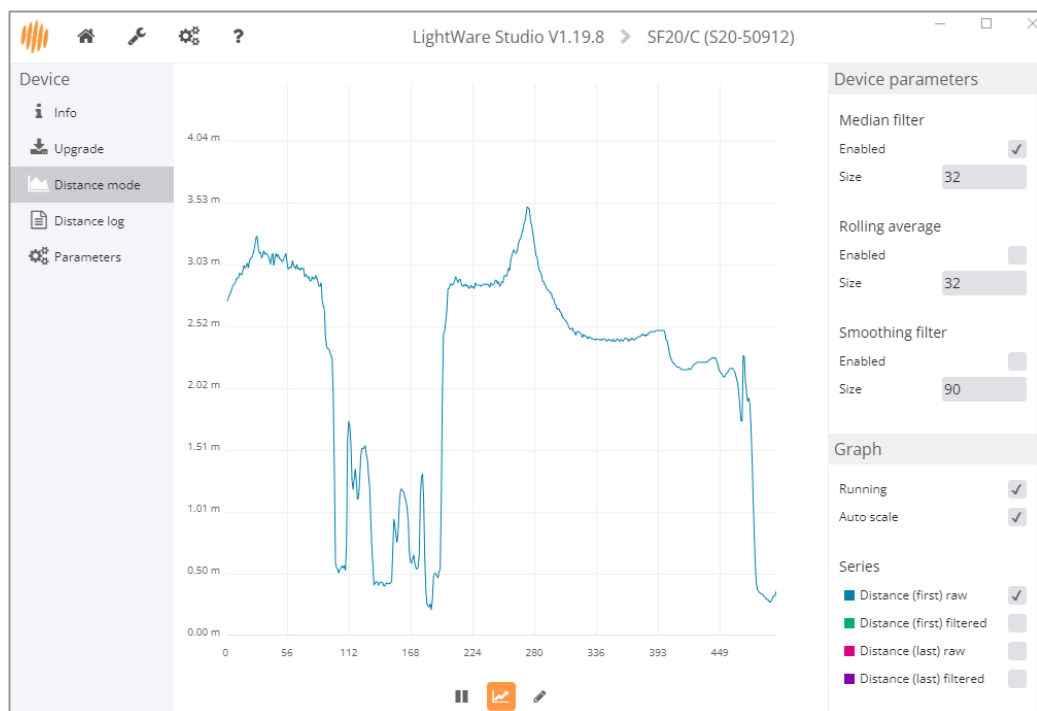 LightWare Studio V1.19.8 > SF20/C (S20-50912)
Device
Info
Upgrade
Distance mode
Distance log
Parameters
4.04 m
3.53 m
3.03 m
2.52 m
2.02 m
1.51 m
1.01 m
0.50 m
0.00 m
0 56 112 168 224 280 336 393 449
Device parameters
Median filter
Enabled
Size 32
Rolling average
Enabled
Size 32
Smoothing filter
Enabled
Size 90
Graph
Running
Auto scale
Series
Distance (first) raw
Distance (first) filtered
Distance (last) raw
Distance (last) filtered